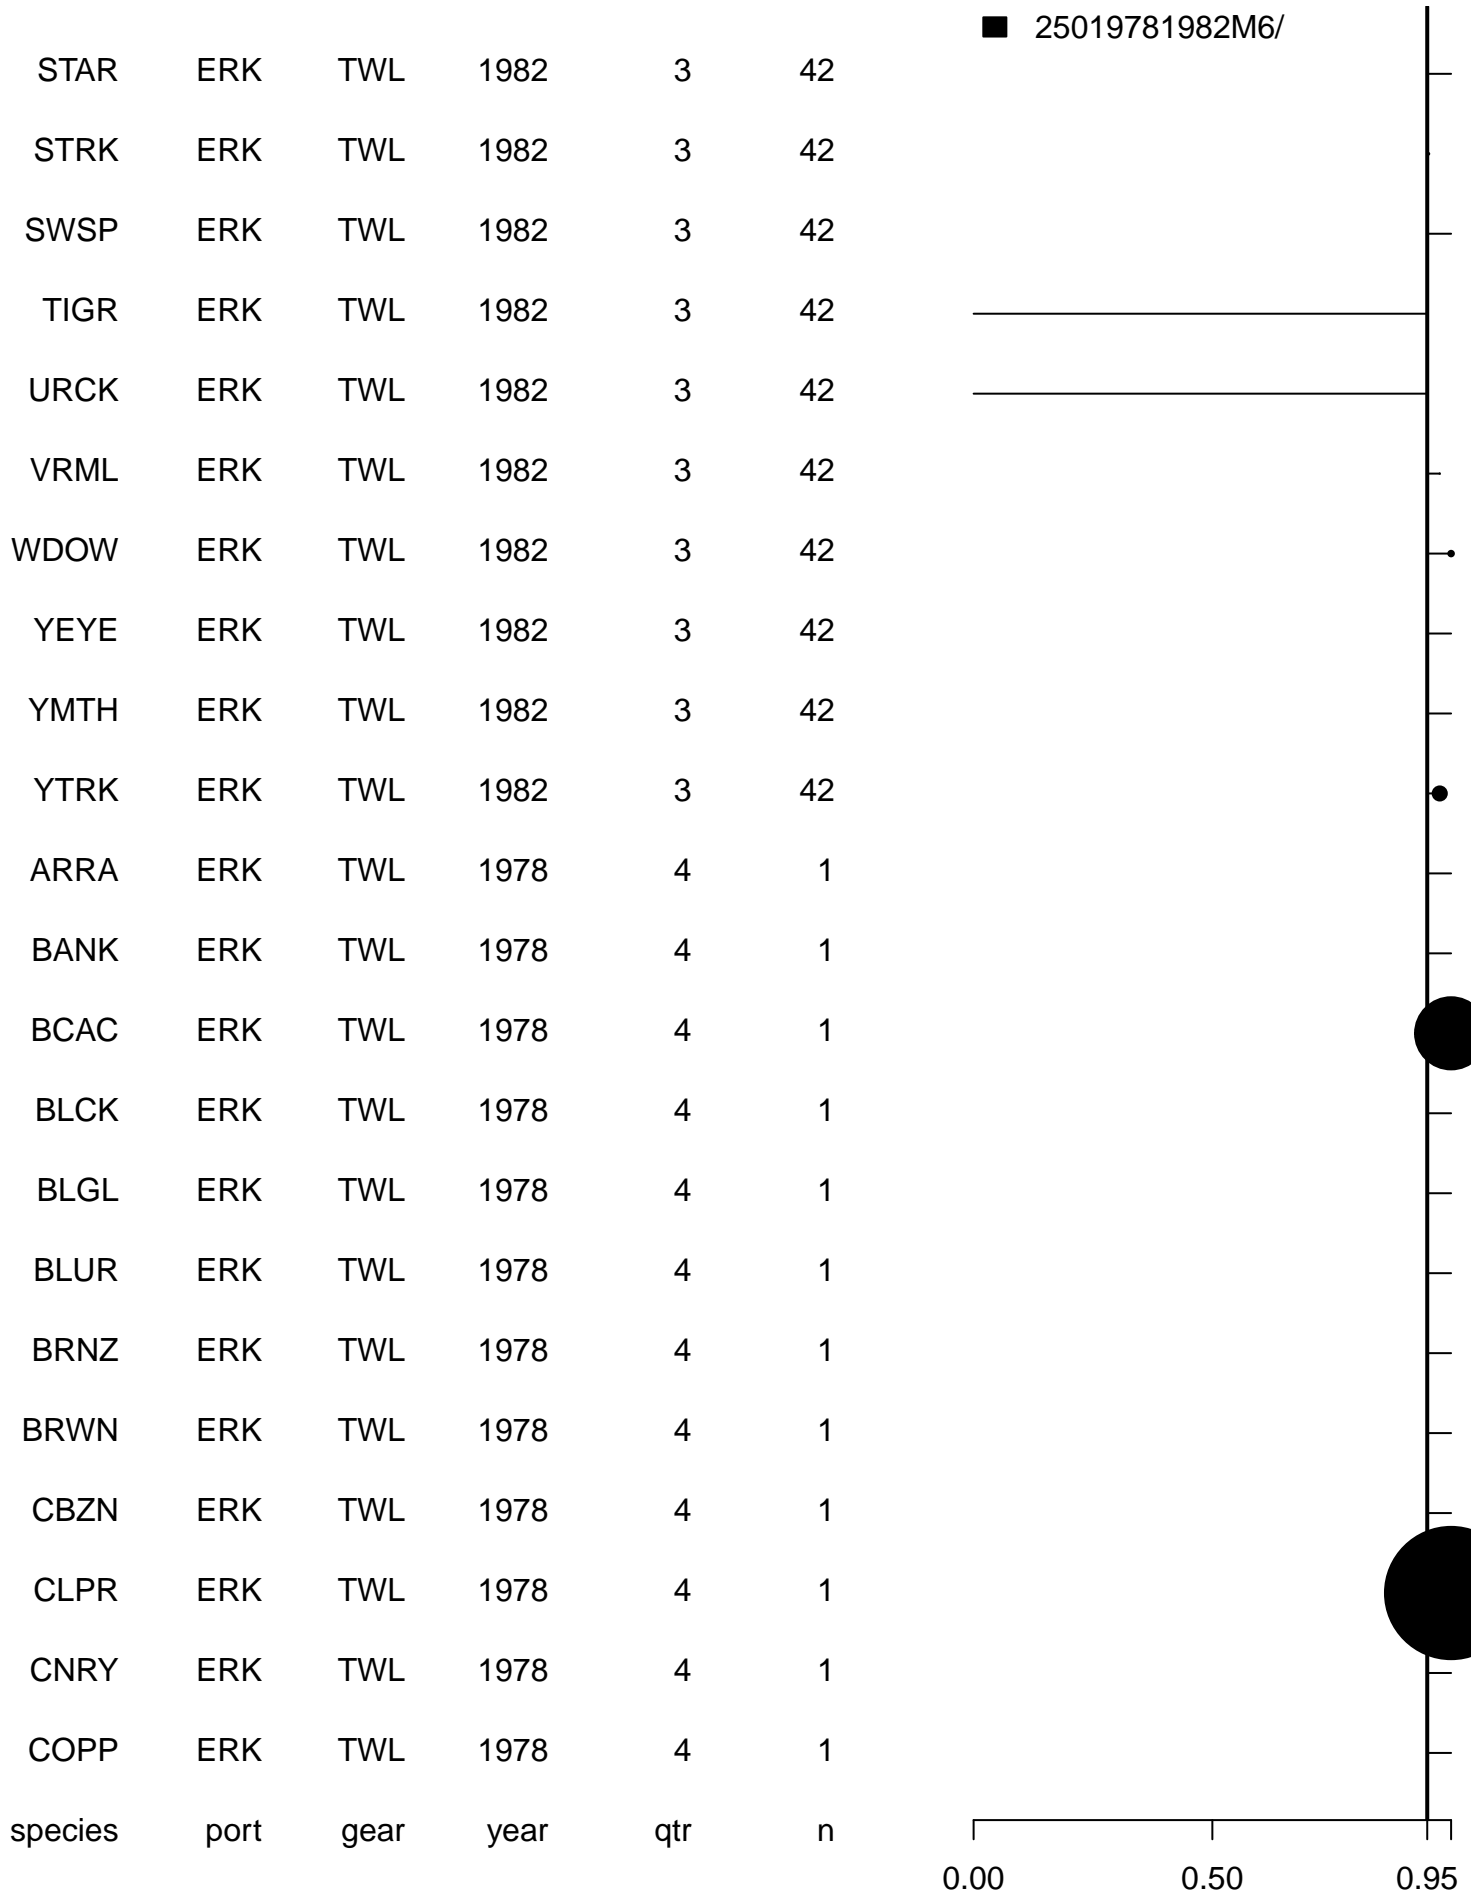 25019781982M6/
STAR ERK TWL 1982 3 42
STRK ERK TWL 1982 3 42
SWSP ERK TWL 1982 3 42
TIGR ERK TWL 1982 3 42
URCK ERK TWL 1982 3 42
VRML ERK TWL 1982 3 42
WDOW ERK TWL 1982 3 42
YEYE ERK TWL 1982 3 42
YMTH ERK TWL 1982 3 42
YTRK ERK TWL 1982 3 42
ARRA ERK TWL 1978 4 1
BANK ERK TWL 1978 4 1
BCAC ERK TWL 1978 4 1
BLCK ERK TWL 1978 4 1
BLGL ERK TWL 1978 4 1
BLUR ERK TWL 1978 4 1
BRNZ ERK TWL 1978 4 1
BRWN ERK TWL 1978 4 1
CBZN ERK TWL 1978 4 1
CLPR ERK TWL 1978 4 1
CNRY ERK TWL 1978 4 1
COPP ERK TWL 1978 4 1
species port gear year qtr n
0.00 0.50 0.95